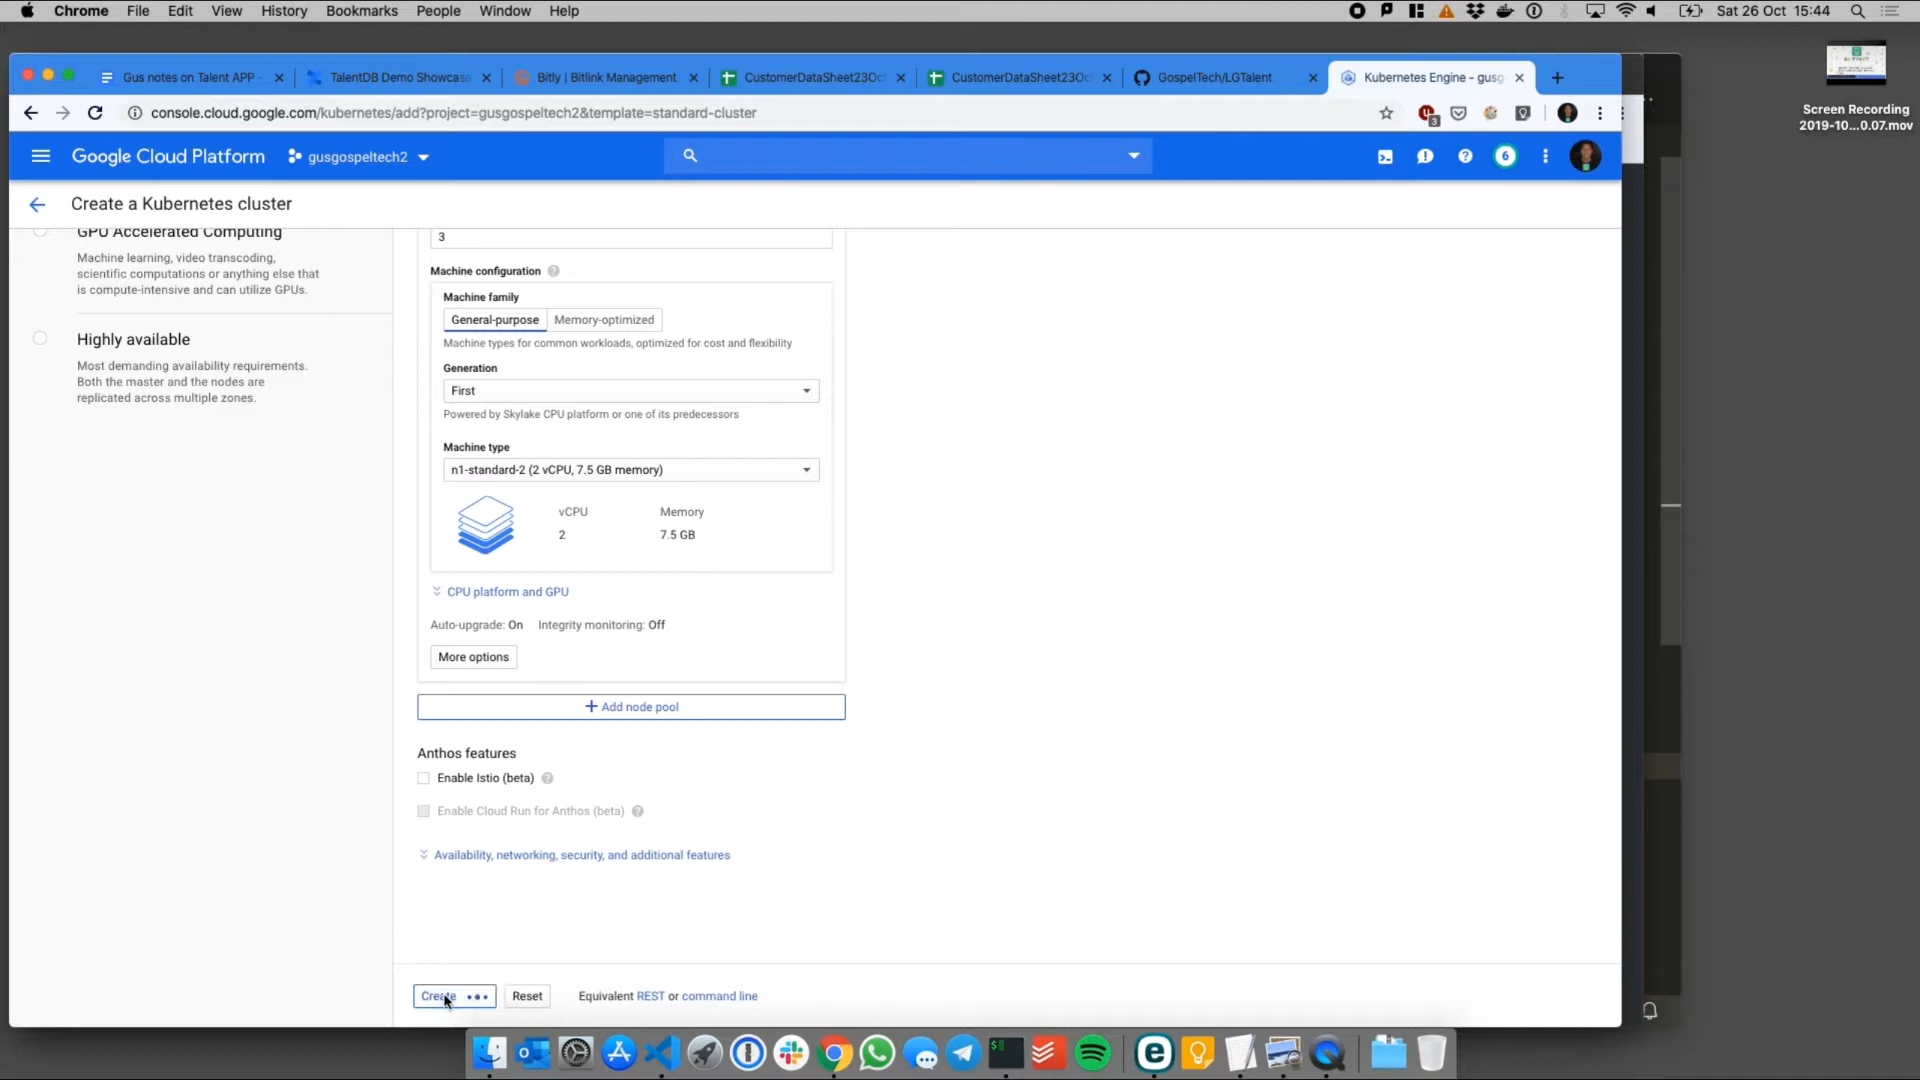 Chrome File Edit View History Bookmarks People Window Help
Sat 26 Oct 15:44
Screen Recording
2019-10...0.07.mov
Gus notes on Talent APP -
TalentDB Demo Showcase
Bitly | Bitlink Management
CustomerDataSheet23Oc
CustomerDataSheet23Oc
GospelTech/LGTalent
Kubernetes Engine - gusg
console.cloud.google.com/kubernetes/add?project=gusgospeltech2&template=standard-cluster
3
Google Cloud Platform
gusgospeltech2
6
Create a Kubernetes cluster
GPU Accelerated Computing
Machine learning, video transcoding,
scientific computations or anything else that
is compute-intensive and can utilize GPUs.
Highly available
Most demanding availability requirements.
Both the master and the nodes are
replicated across multiple zones.
3
Machine configuration
Machine family
General-purpose
Memory-optimized
Machine types for common workloads, optimized for cost and flexibility
Generation
First
Powered by Skylake CPU platform or one of its predecessors
Machine type
n1-standard-2 (2 vCPU, 7.5 GB memory)
vCPU
Memory
2
7.5 GB
CPU platform and GPU
Auto-upgrade: On Integrity monitoring: Off
More options
+ Add node pool
Anthos features
Enable Istio (beta)
Enable Cloud Run for Anthos (beta)
Availability, networking, security, and additional features
Create
Reset
Equivalent REST or command line